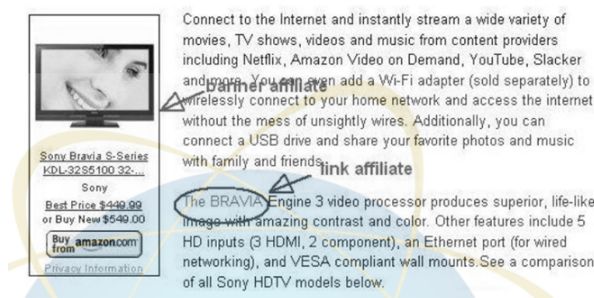 Sony Bravia S-Series
KDL-32S5100 32-...
Sony
Best Price $449.99
or Buy New $549.00
Buy from amazon.com
Privacy Information
banner affiliate
Connect to the Internet and instantly stream a wide variety of
movies, TV shows, videos and music from content providers
including Netflix, Amazon Video on Demand, YouTube, Slacker
and more. You can even add a Wi-Fi adapter (sold separately) to
wirelessly connect to your home network and access the internet
without the mess of unsightly wires. Additionally, you can
connect a USB drive and share your favorite photos and music
with family and friends.
link affiliate
The BRAVIA Engine 3 video processor produces superior, life-like
image with amazing contrast and color. Other features include 5
HD inputs (3 HDMI, 2 component), an Ethernet port (for wired
networking), and VESA compliant wall mounts.See a comparison
of all Sony HDTV models below.